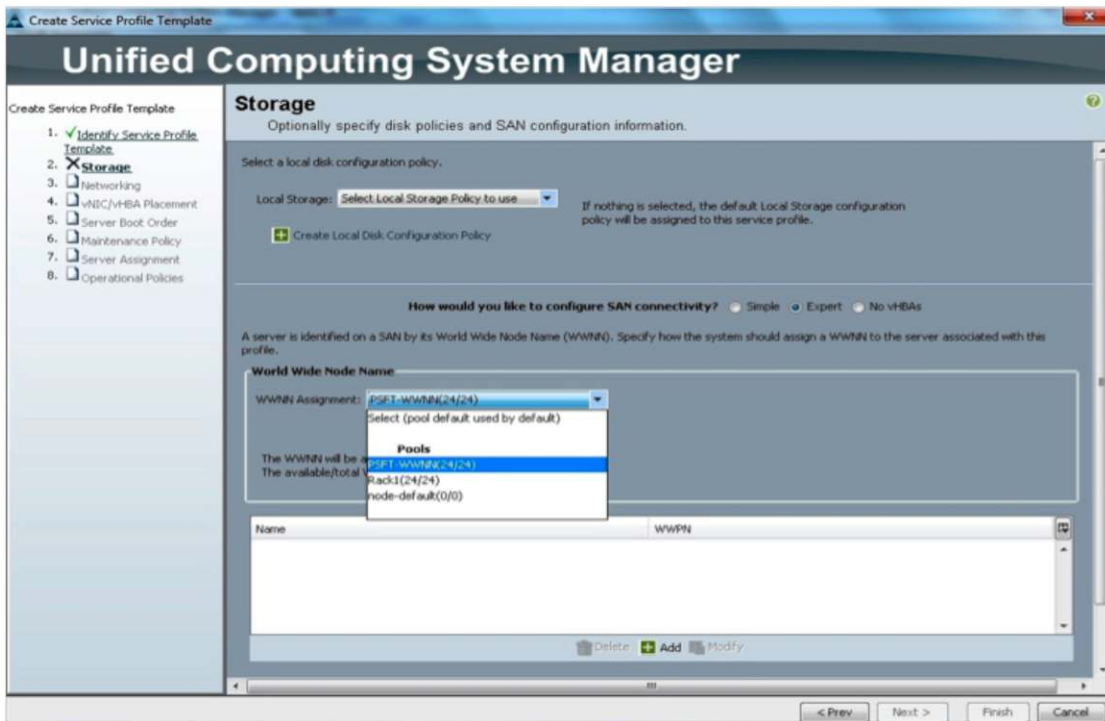 Create Service Profile Template
Unified Computing System Manager
Create Service Profile Template
1. Identify Service Profile
Template
2. Storage
3. Networking
4. vNIC/vHBA Placement
5. Server Boot Order
6. Maintenance Policy
7. Server Assignment
8. Operational Policies
Storage
Optionally specify disk policies and SAN configuration information.
Select a local disk configuration policy.
Local Storage: Select Local Storage Policy to use
If nothing is selected, the default Local Storage configuration
policy will be assigned to this service profile.
Create Local Disk Configuration Policy
How would you like to configure SAN connectivity? Simple Expert No vHBAs
A server is identified on a SAN by its World Wide Node Name (WWNN). Specify how the system should assign a WWNN to the server associated with this
profile.
World Wide Node Name
WWNN Assignment: PSFT-WWNN(24/24)
Select (pool default used by default)
Pools
PSFT-WWNN(24/24)
Rack1(24/24)
node-default(0/0)
The WWNN will be
The available/total
Name WWPN
Delete Add Modify
< Prev Next > Finish Cancel